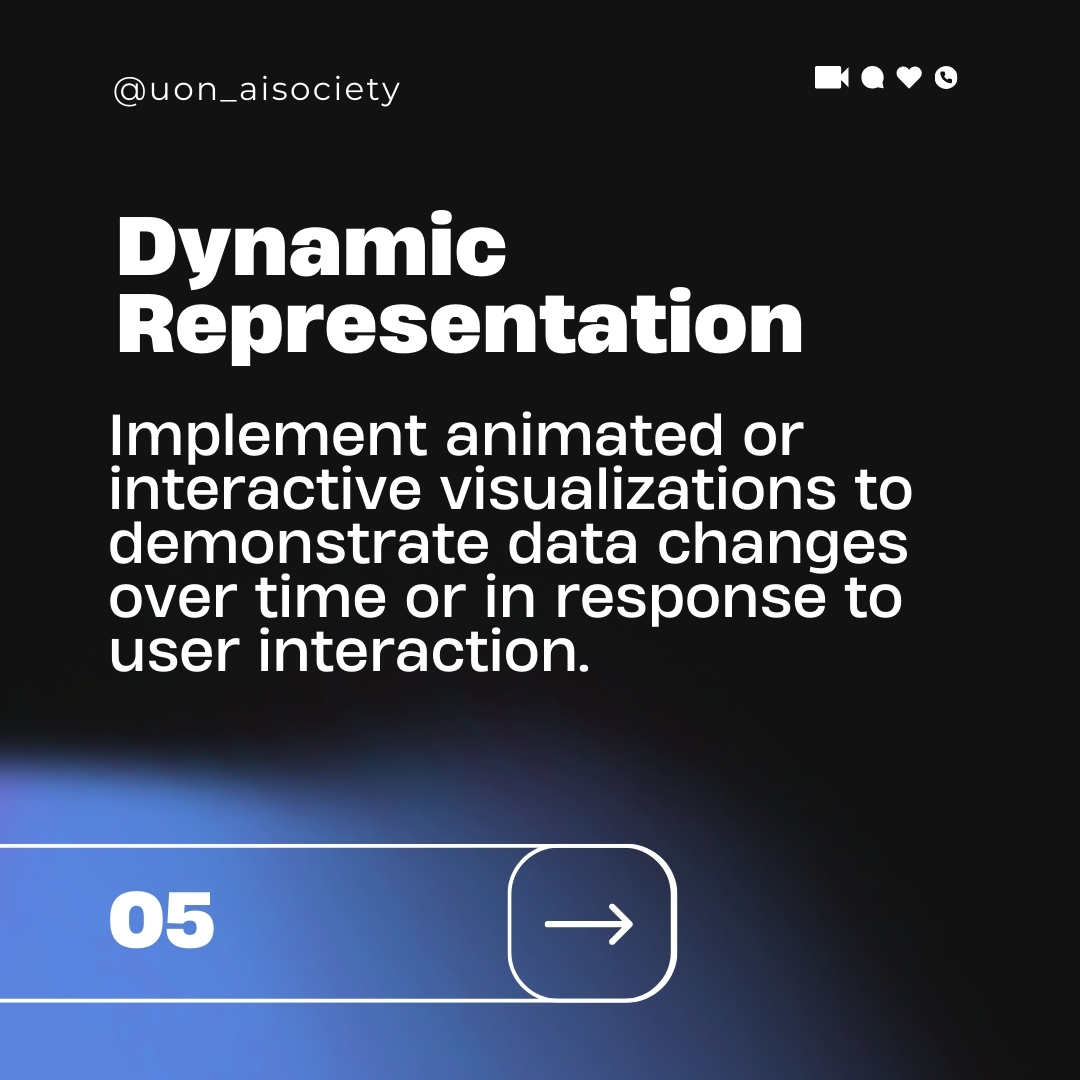 @uon_aisociety
Dynamic
Representation
Implement animated or
interactive visualizations to
demonstrate data changes
over time or in response to
user interaction.
05